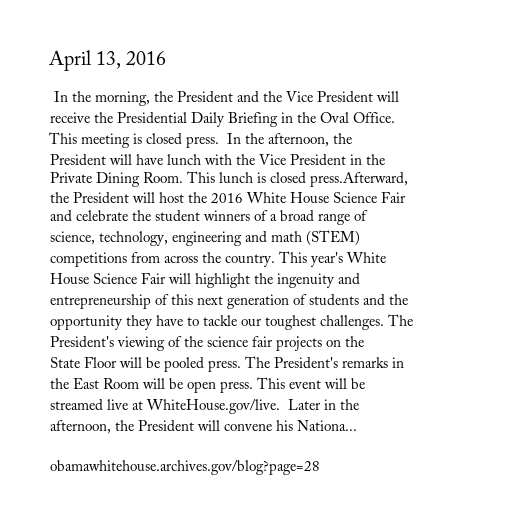 April 13, 2016
In the morning, the President and the Vice President will
receive the Presidential Daily Briefing in the Oval Office.
This meeting is closed press.  In the afternoon, the
President will have lunch with the Vice President in the
Private Dining Room. This lunch is closed press.Afterward,
the President will host the 2016 White House Science Fair
and celebrate the student winners of a broad range of
science, technology, engineering and math (STEM)
competitions from across the country. This year's White
House Science Fair will highlight the ingenuity and
entrepreneurship of this next generation of students and the
opportunity they have to tackle our toughest challenges. The
President's viewing of the science fair projects on the
State Floor will be pooled press. The President's remarks in
the East Room will be open press. This event will be
streamed live at WhiteHouse.gov/live.  Later in the
afternoon, the President will convene his Nationa...
obamawhitehouse.archives.gov/blog?page=28